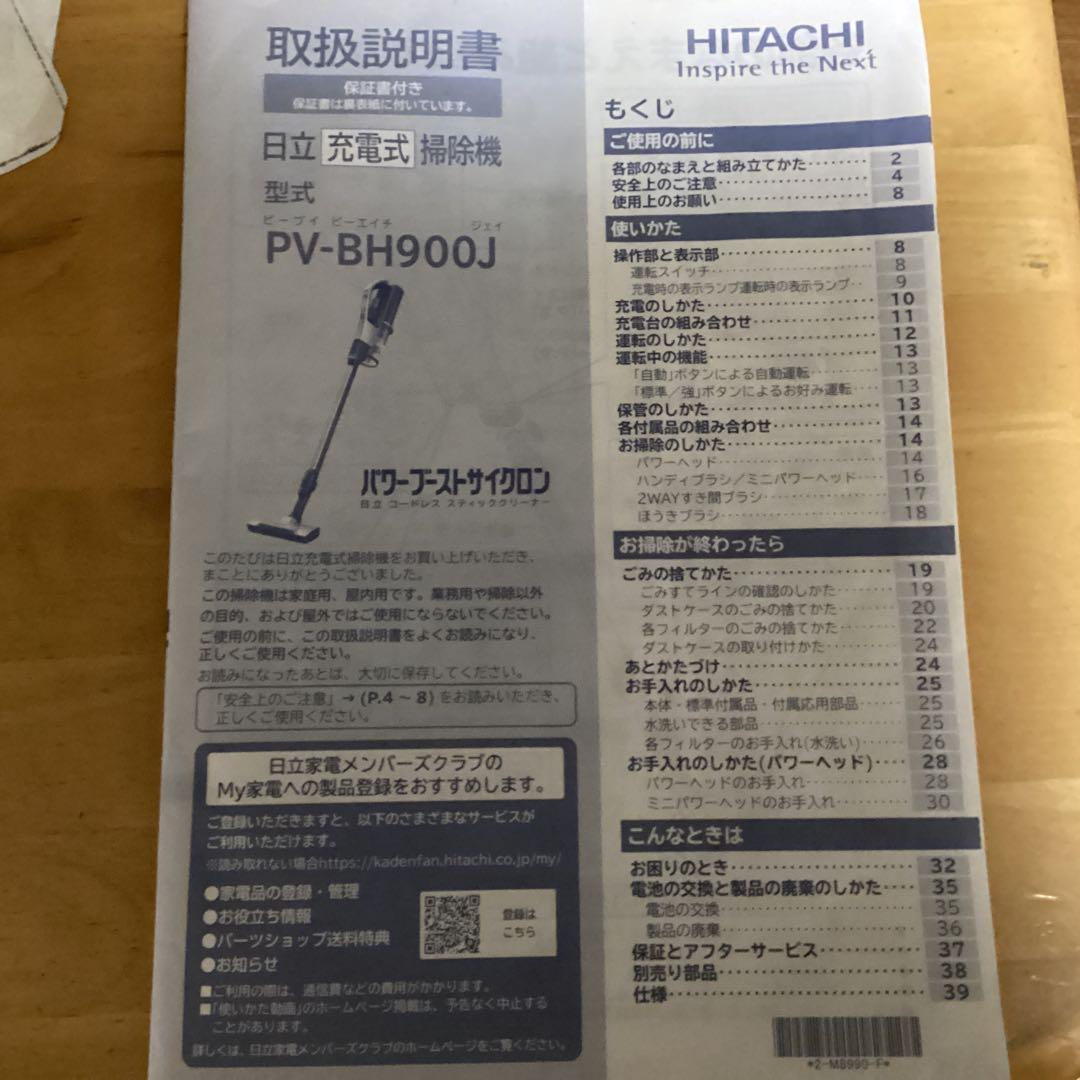 取扱説明書
保証書付き
保証書は裏表紙に付いています。
日立 充電式 掃除機
型式
ピーブイ ビーエイチ ジェイ
PV-BH900J
パワーブーストサイクロン
日立 コードレス スティッククリーナー
このたびは日立充電式掃除機をお買い上げいただき、
まことにありがとうございました。
この掃除機は家庭用、屋内用です。業務用や掃除以外
の目的、および屋外ではご使用にならないでください。
ご使用の前に、この取扱説明書をよくお読みになり、
正しくご使用ください。
お読みになったあとは、大切に保存してください。
「安全上のご注意」→(P.4 ~ 8)をお読みいただき、
正しくご使用ください。
日立家電メンバーズクラブの
My家電への製品登録をおすすめします。
ご登録いただきますと、以下のさまざまなサービスが
ご利用いただけます。
※読み取れない場合https://kadenfan.hitachi.co.jp/my/
●家電品の登録・管理
●お役立ち情報
●パーツショップ送料特典
●お知らせ
登録は
こちら
■ご利用の際は、通信費などの費用がかかります。
■「使いかた動画」のホームページ掲載は、予告なく中止する
ことがあります。
詳しくは、日立家電メンバーズクラブのホームページをご覧ください。
HITACHI
Inspire the Next
もくじ
ご使用の前に
各部のなまえと組み立てかた········ 2
安全上のご注意················ 4
使用上のお願い················ 8
使いかた
操作部と表示部················ 8
運転スイッチ················ 8
充電時の表示ランプ運転時の表示ランプ·· 9
充電のしかた················ 10
充電台の組み合わせ············ 11
運転のしかた················ 12
運転中の機能················ 13
「自動」ボタンによる自動運転······ 13
「標準/強」ボタンによるお好み運転 13
保管のしかた················ 13
各付属品の組み合わせ·········· 14
お掃除のしかた················ 14
パワーヘッド················ 14
ハンディブラシ/ミニパワーヘッド···· 16
2WAYすき間ブラシ············ 17
ほうきブラシ················ 18
お掃除が終わったら
ごみの捨てかた················ 19
ごみすてラインの確認のしかた······ 19
ダストケースのごみの捨てかた······ 20
各フィルターのごみの捨てかた······ 22
ダストケースの取り付けかた········ 24
あとかたづけ················ 24
お手入れのしかた·············· 25
本体・標準付属品・付属応用部品···· 25
水洗いできる部品·············· 25
各フィルターのお手入れ(水洗い)···· 26
お手入れのしかた(パワーヘッド)···· 28
パワーヘッドのお手入れ·········· 28
ミニパワーヘッドのお手入れ········ 30
こんなときは
お困りのとき················ 32
電池の交換と製品の廃棄のしかた···· 35
電池の交換················ 35
製品の廃棄················ 36
保証とアフターサービス·········· 37
別売り部品················ 38
仕様···················· 39
*2-M8990-F*